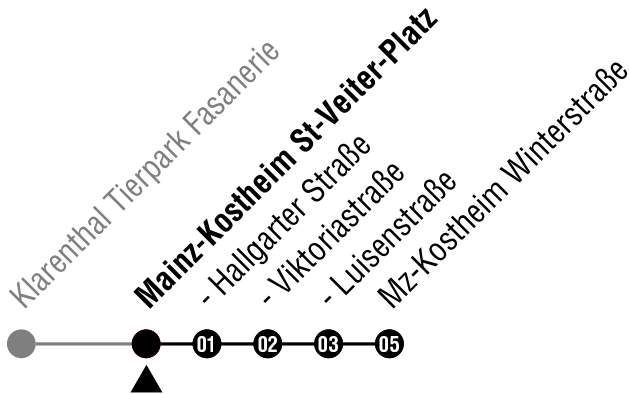 Klarenthal Tierpark Fasanerie
Mainz-Kostheim St-Veiter-Platz
- Hallgarter Straße
- Viktoriastraße
- Luisenstraße
Mz-Kostheim Winterstraße
01
02
03
05